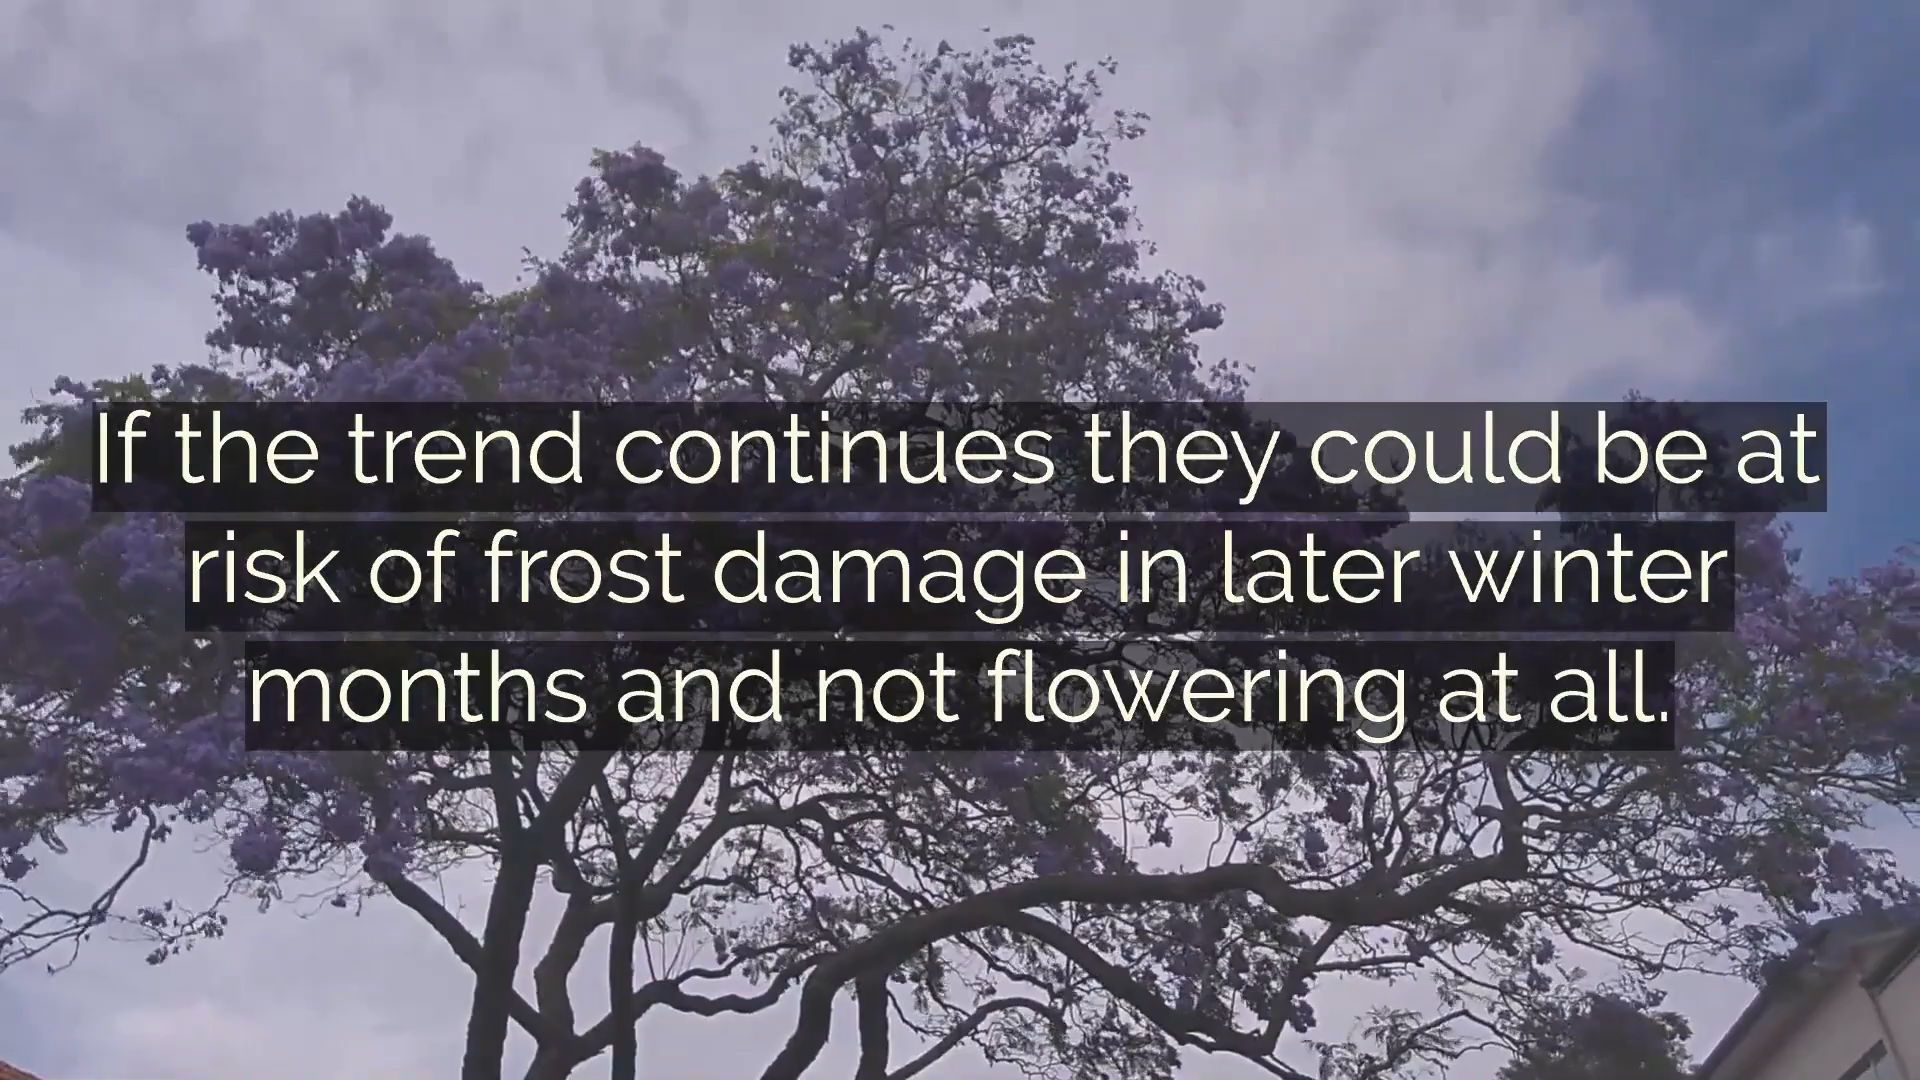 If the trend continues they could be at
risk of frost damage in later winter
months and not flowering at all.